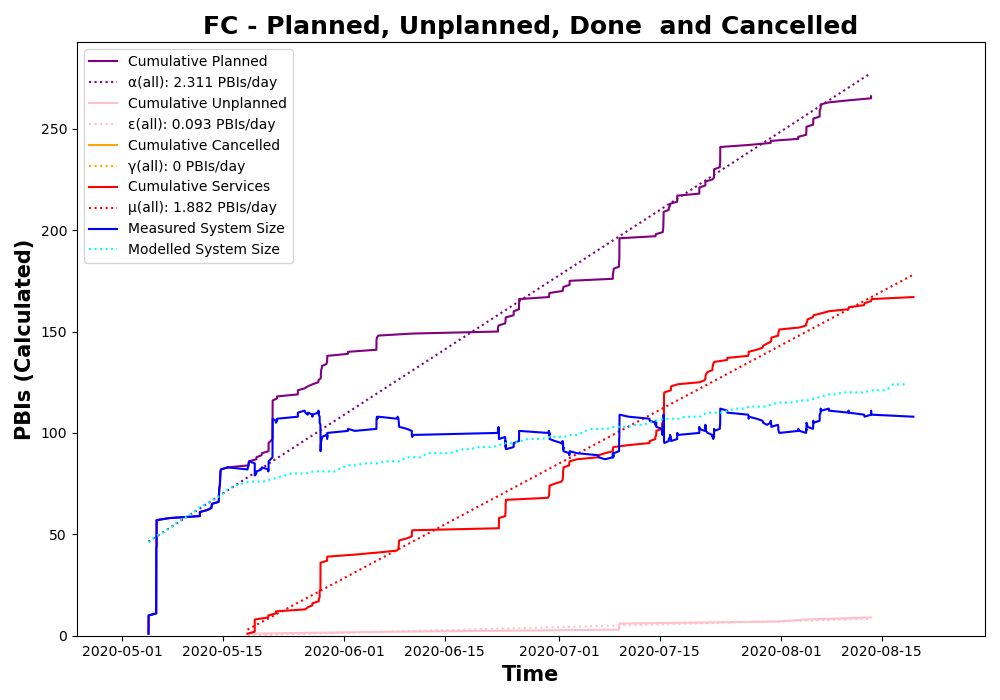 FC - Planned, Unplanned, Done  and Cancelled
Cumulative Planned
α(all): 2.311 PBIs/day
Cumulative Unplanned
ε(all): 0.093 PBIs/day
Cumulative Cancelled
γ(all): 0 PBIs/day
Cumulative Services
μ(all): 1.882 PBIs/day
Measured System Size
Modelled System Size
PBIs (Calculated)
250
200
150
100
50
0
2020-05-01 2020-05-15 2020-06-01 2020-06-15 2020-07-01 2020-07-15 2020-08-01 2020-08-15
Time